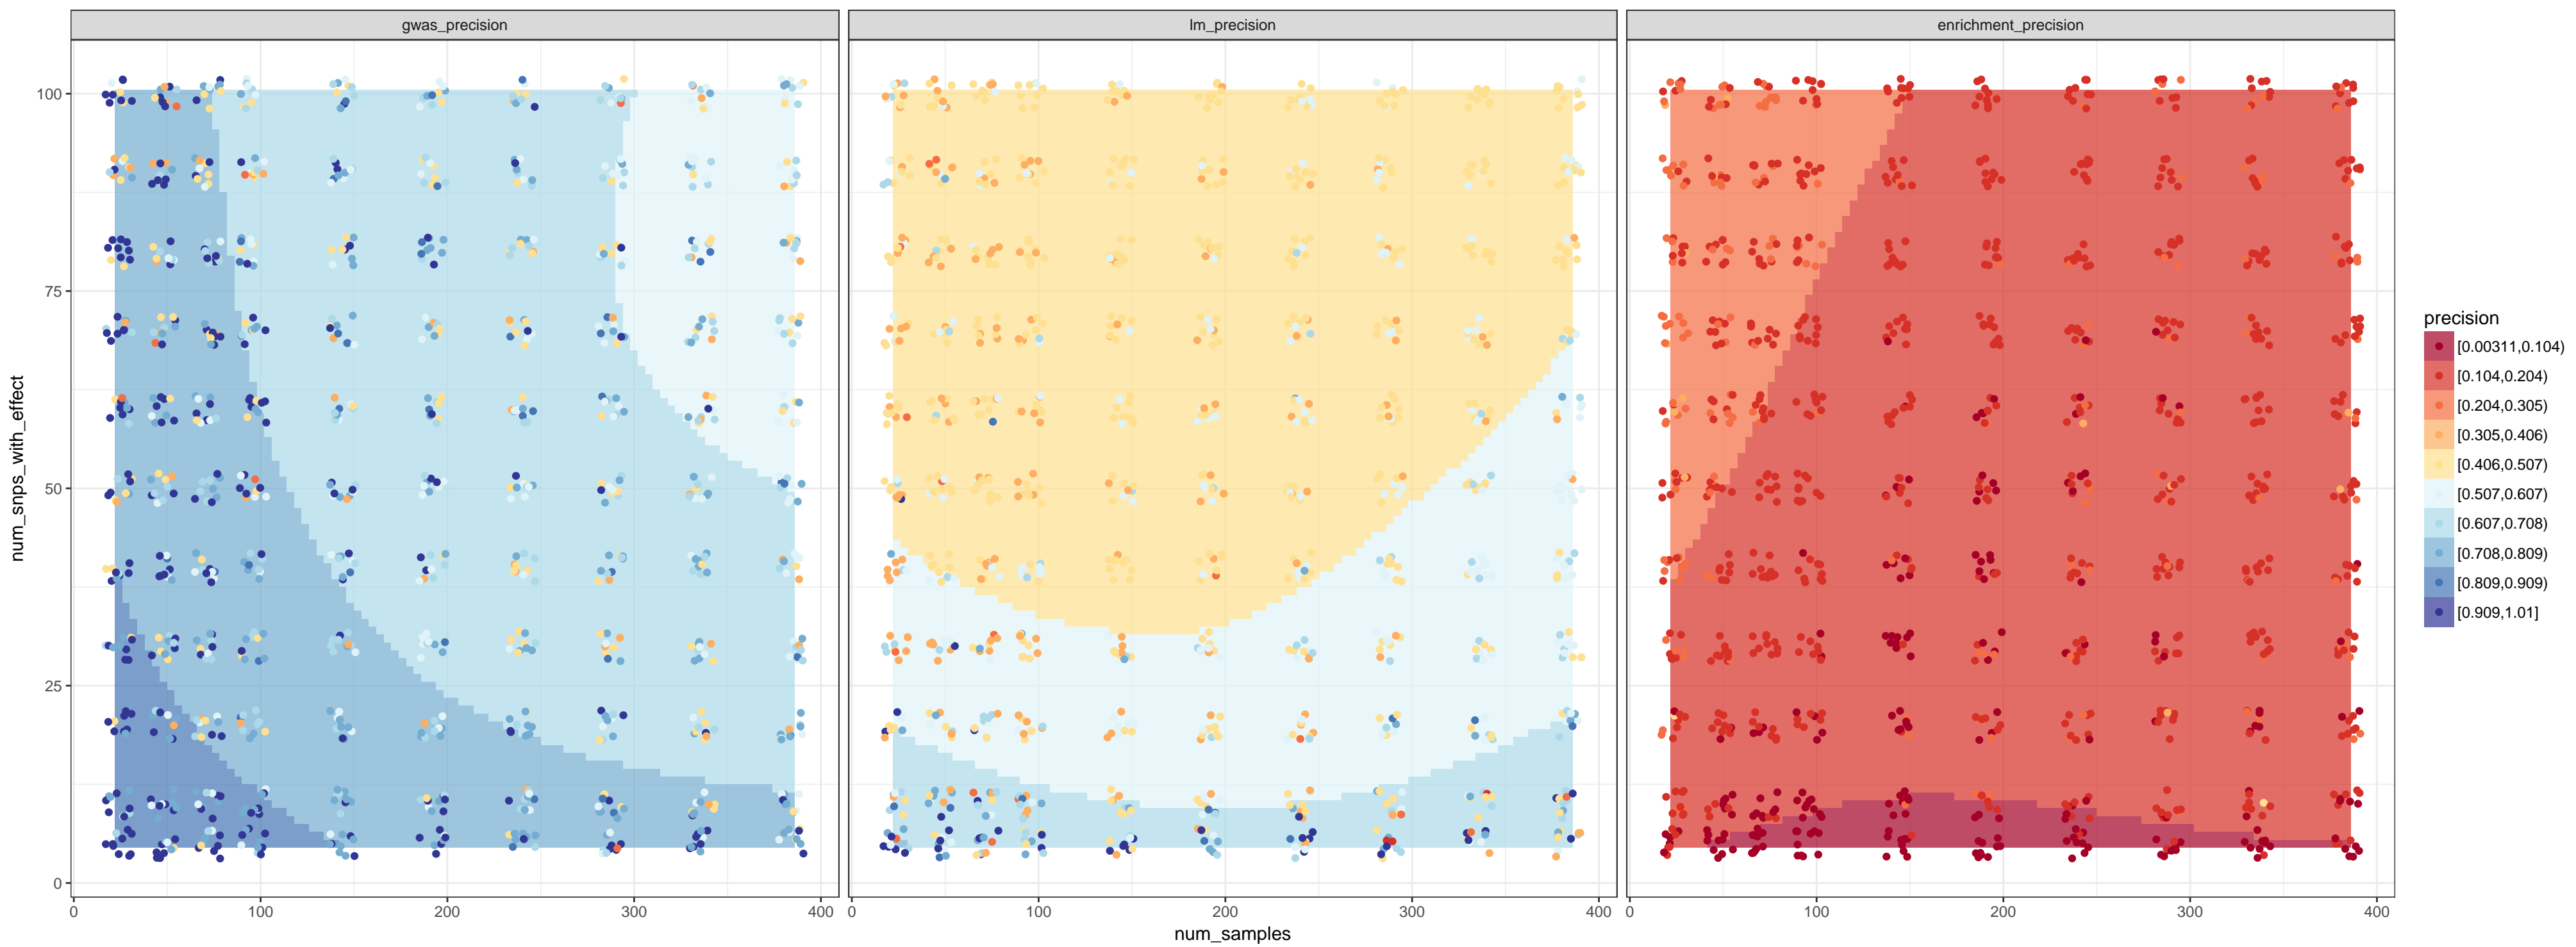 gwas_precision
lm_precision
enrichment_precision
100
75
50
25
0
num_snps_with_effect
0 100 200 300 400
0 100 200 300 400
0 100 200 300 400
num_samples
precision
[0.00311,0.104)
[0.104,0.204)
[0.204,0.305)
[0.305,0.406)
[0.406,0.507)
[0.507,0.607)
[0.607,0.708)
[0.708,0.809)
[0.809,0.909)
[0.909,1.01]